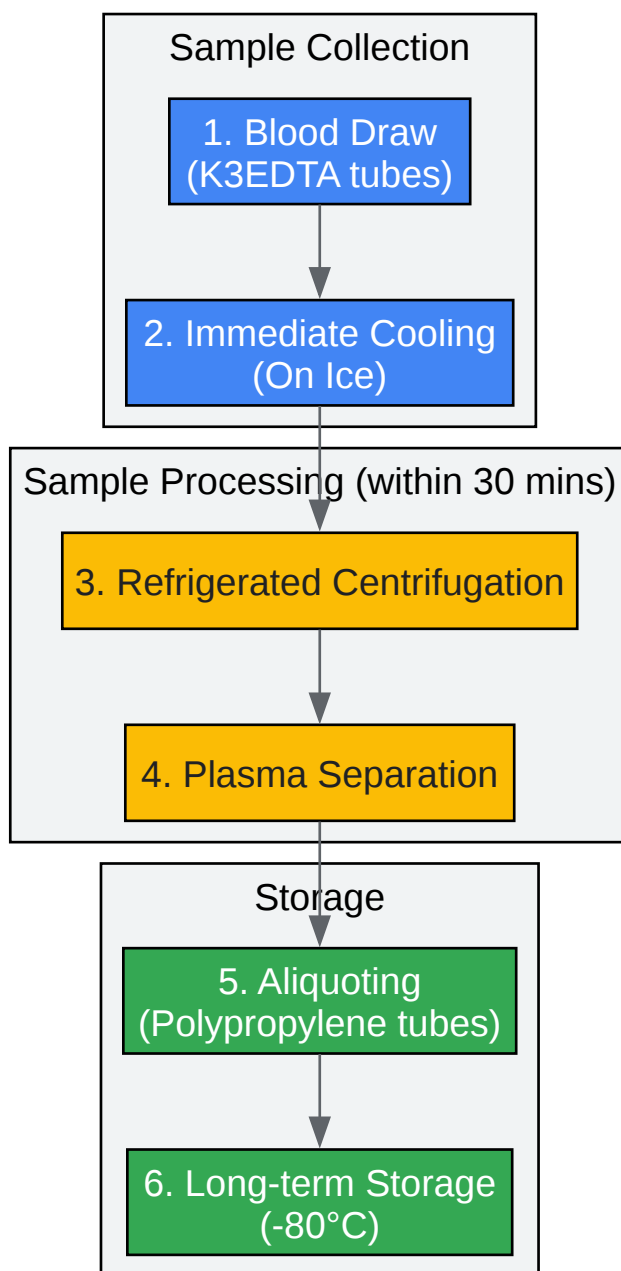 Sample Collection
1. Blood Draw
(K3EDTA tubes)
2. Immediate Cooling
(On Ice)
Sample Processing (within 30 mins)
3. Refrigerated Centrifugation
4. Plasma Separation
Storage
5. Aliquoting
(Polypropylene tubes)
6. Long-term Storage
(-80°C)